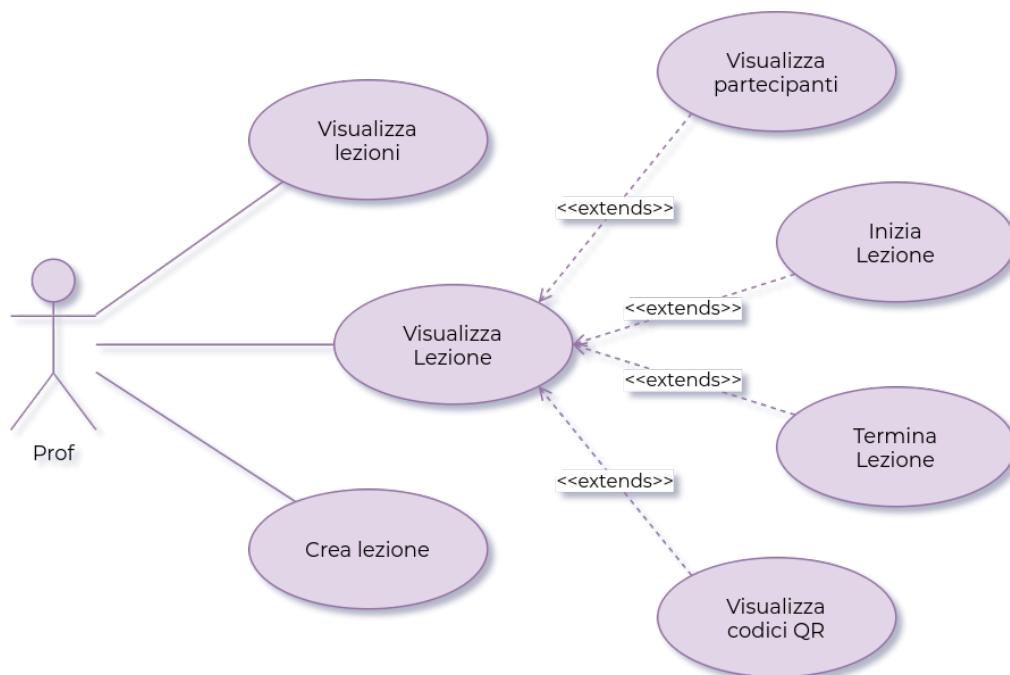 Visualizza
partecipanti
Visualizza
lezioni
<<extends>>
Inizia
Lezione
<<extends>>
Visualizza
Lezione
<<extends>>
Termina
Lezione
Prof
<<extends>>
Crea lezione
Visualizza
codici QR